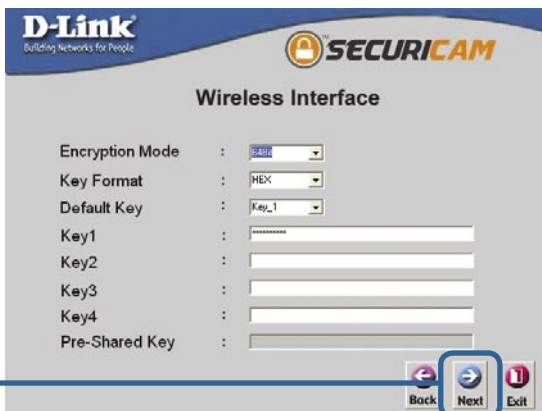 D-Link
Building Networks for People
SECURICAM
Wireless Interface
Encryption Mode : 64Bit
Key Format : HEX
Default Key : Key_1
Key1 : **********
Key2 :
Key3 :
Key4 :
Pre-Shared Key :
Back Next Exit